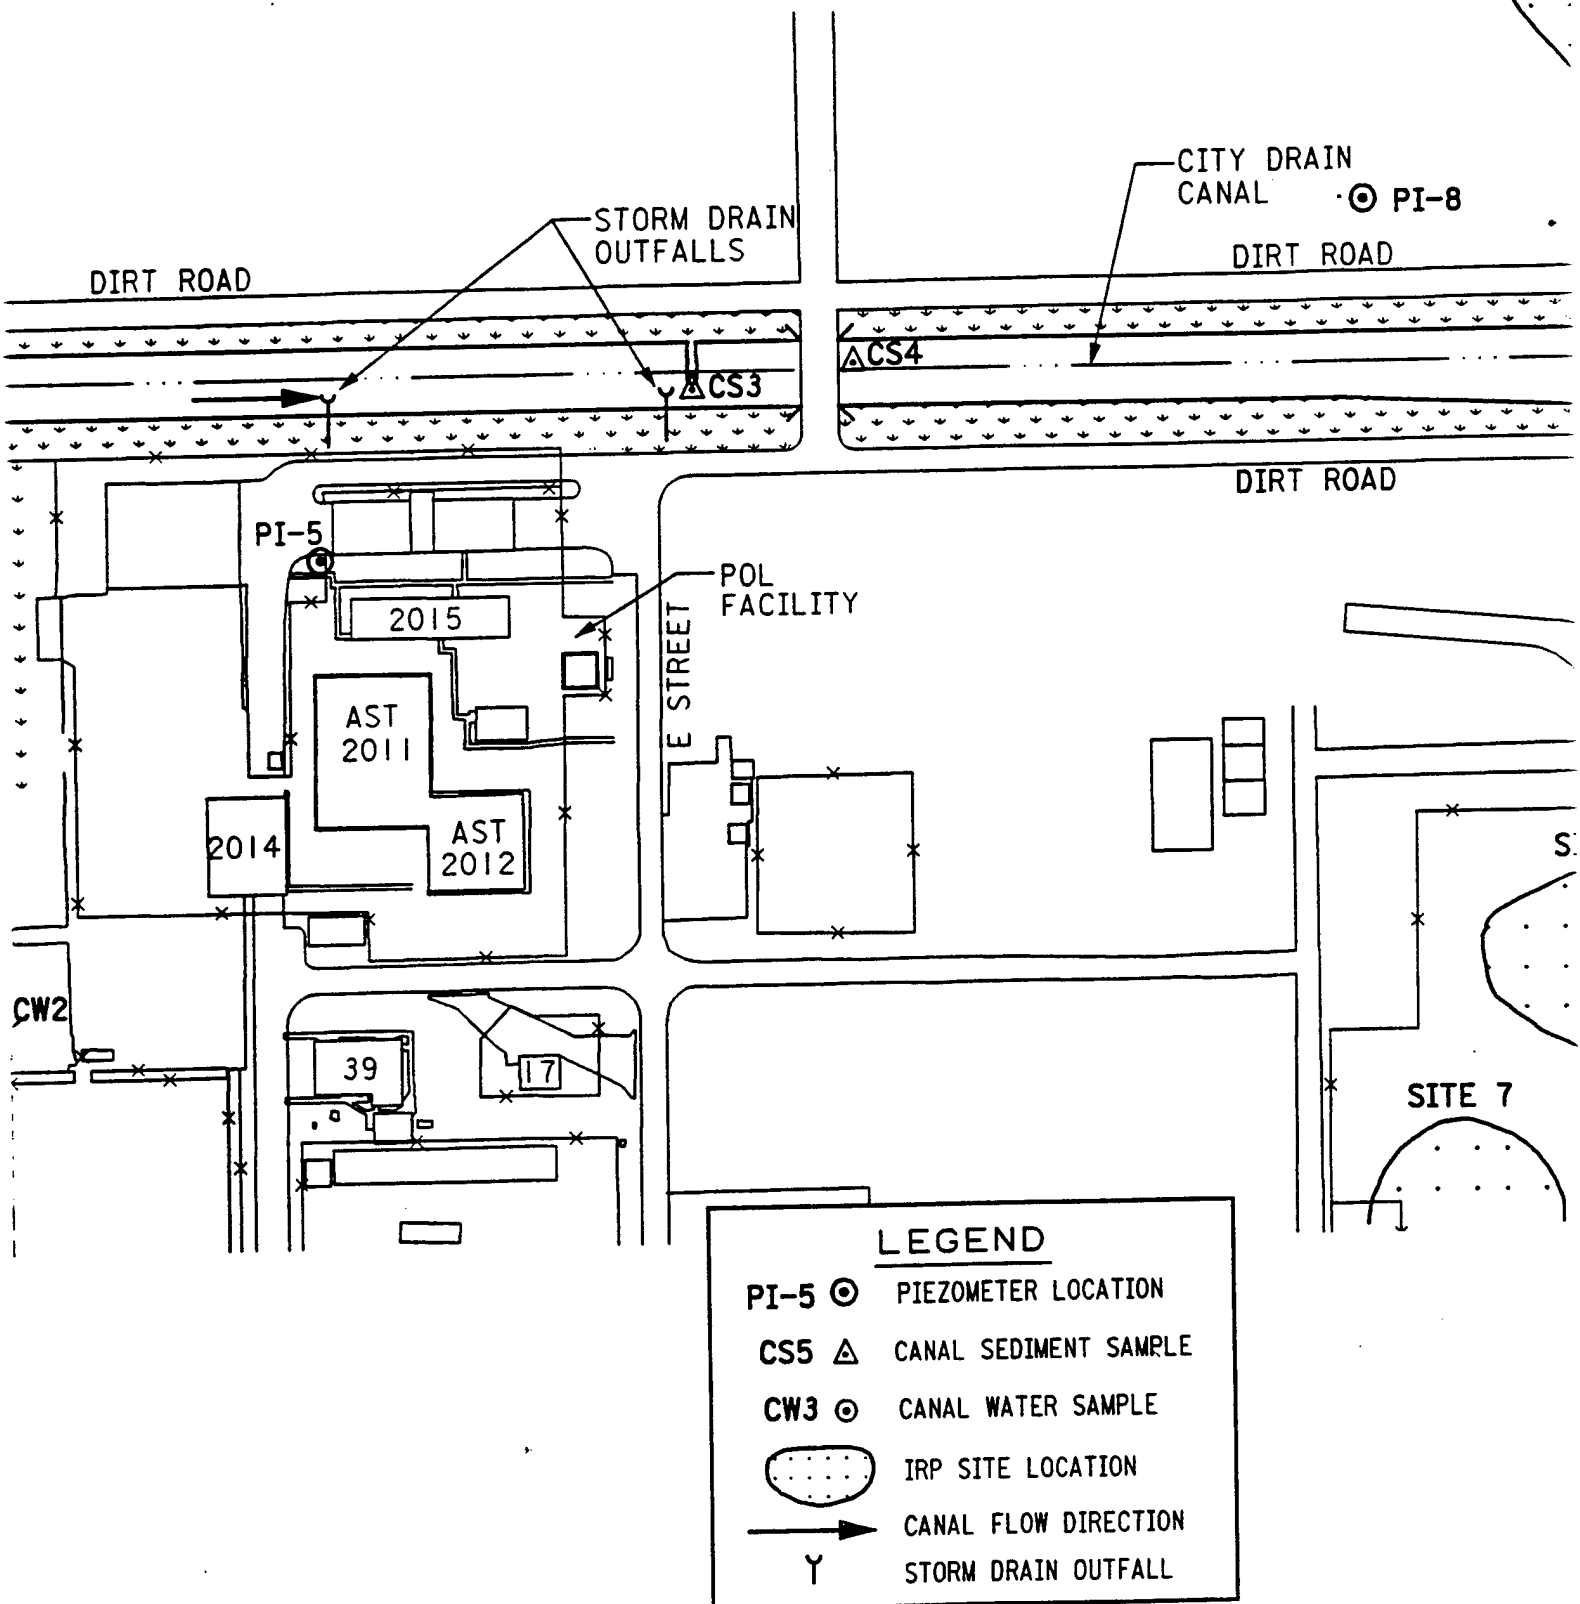 CITY DRAIN
CANAL
PI-8
STORM DRAIN
OUTFALLS
DIRT ROAD
DIRT ROAD
CS4
CS3
DIRT ROAD
PI-5
POL
FACILITY
2015
E STREET
AST
2011
AST
2012
2014
CW2
39
17
SITE 7
LEGEND
PI-5 PIEZOMETER LOCATION
CS5 CANAL SEDIMENT SAMPLE
CW3 CANAL WATER SAMPLE
IRP SITE LOCATION
CANAL FLOW DIRECTION
STORM DRAIN OUTFALL